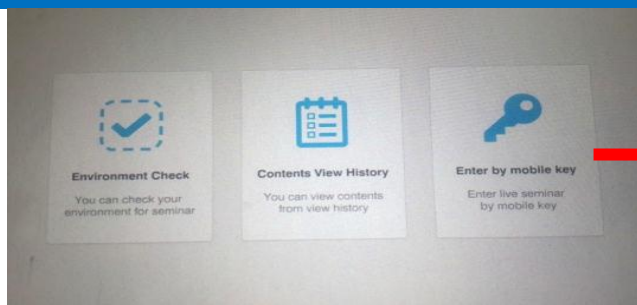 Environment Check
You can check your
environment for seminar
Contents View History
You can view contents
from view history
Enter by mobile key
Enter live seminar
by mobile key